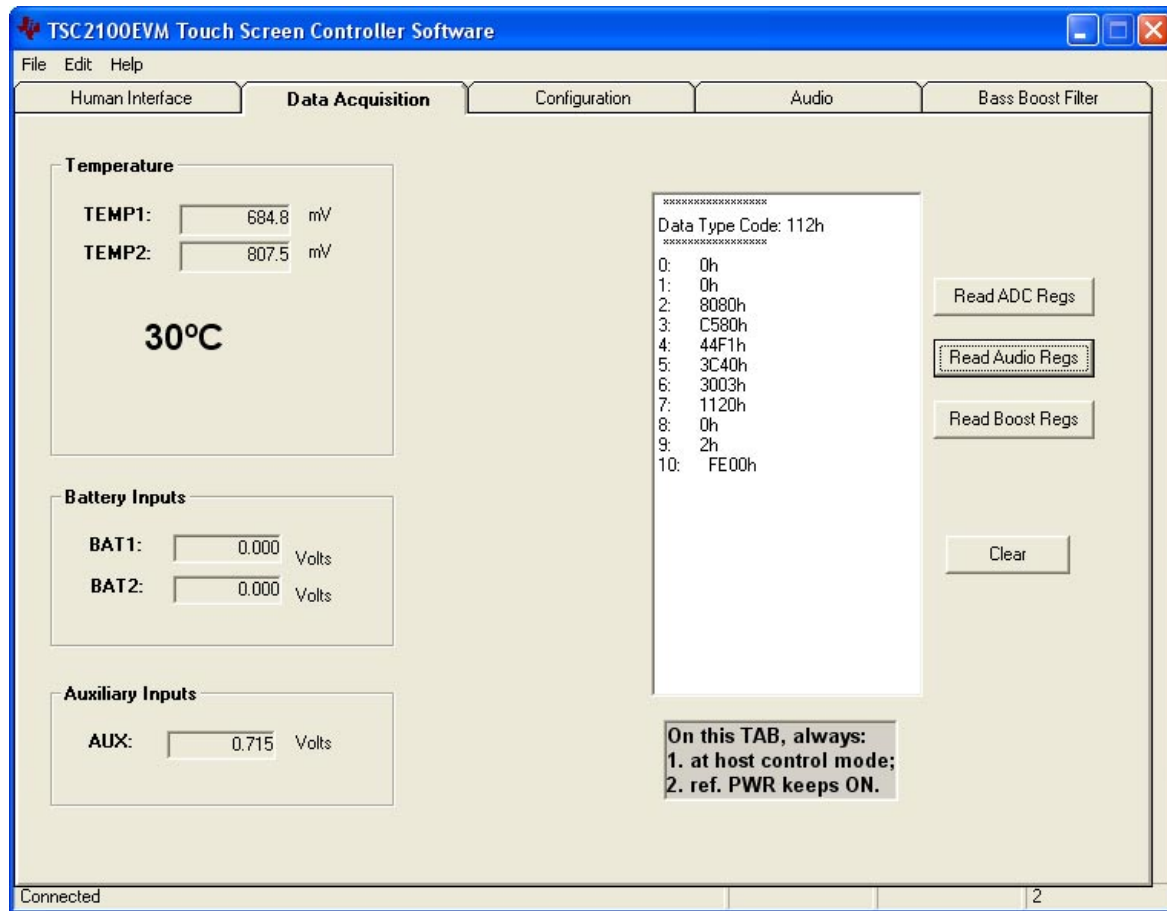 TSC2100EVM Touch Screen Controller Software
File Edit Help
Human Interface Data Acquisition Configuration Audio Bass Boost Filter
Temperature
TEMP1: 684.8 mV
TEMP2: 807.5 mV
30ºC
Battery Inputs
BAT1: 0.000 Volts
BAT2: 0.000 Volts
Auxiliary Inputs
AUX: 0.715 Volts
*****************
Data Type Code: 112h
*****************
0: 0h
1: 0h
2: 8080h
3: C580h
4: 44F1h
5: 3C40h
6: 3003h
7: 1120h
8: 0h
9: 2h
10: FE00h
Read ADC Regs
Read Audio Regs
Read Boost Regs
Clear
On this TAB, always:
1. at host control mode;
2. ref. PWR keeps ON.
Connected 2